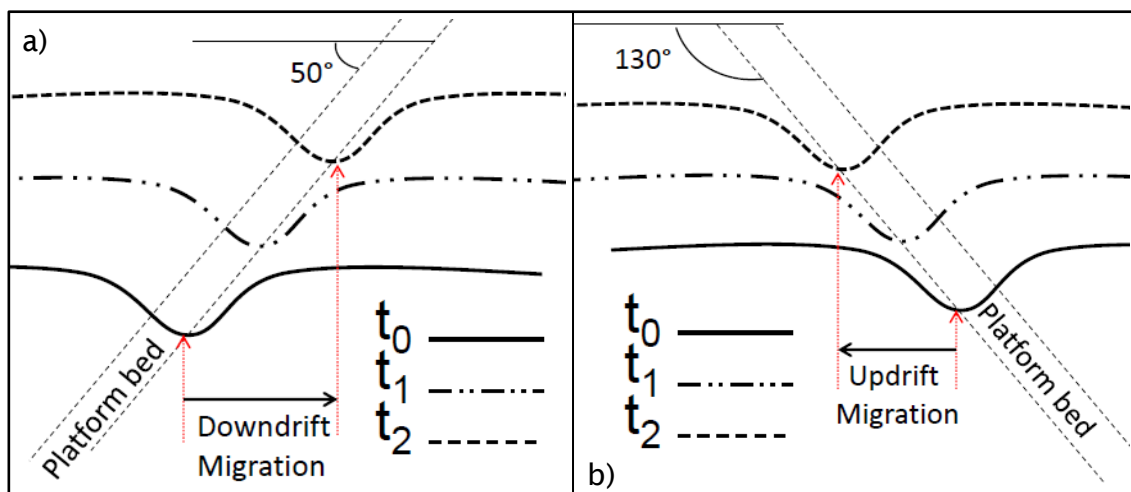 a)
50°
Platform bed
Downdrift
Migration
t0
t1
t2
130°
Platform bed
Updrift
Migration
t0
t1
t2
b)